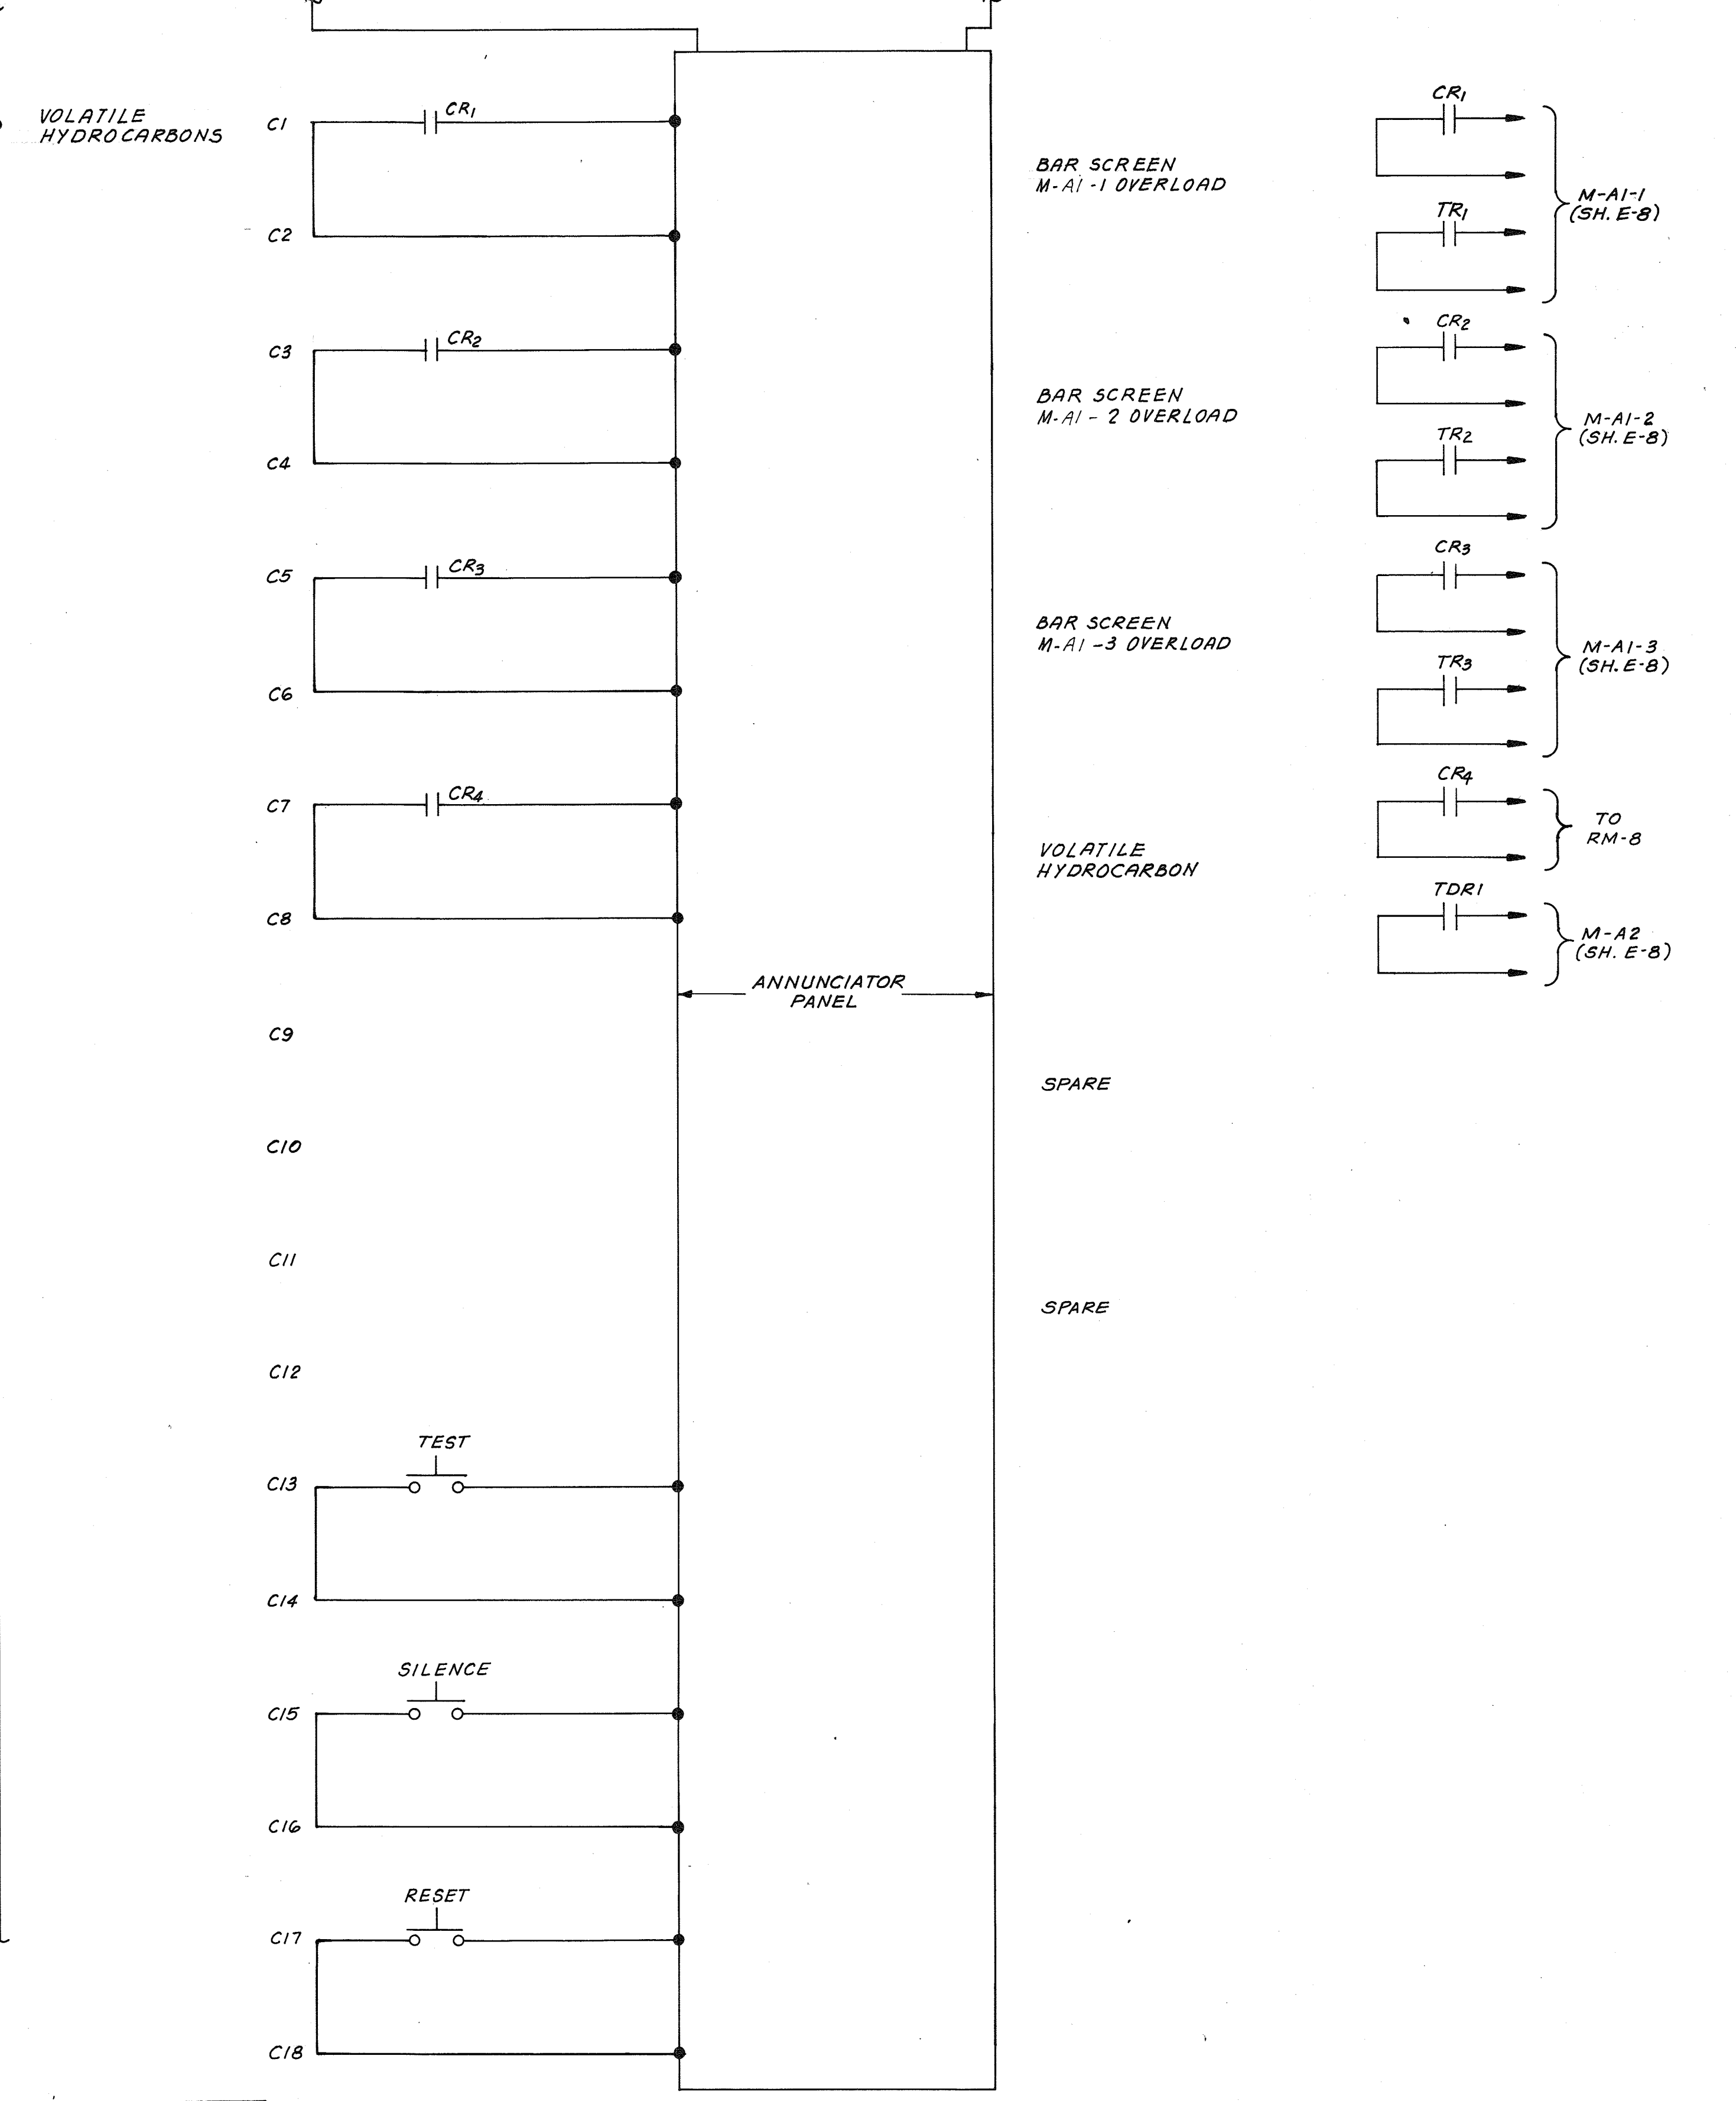 VOLATILE
HYDROCARBONS
C1
CR1
C2
C3
CR2
C4
C5
CR3
C6
C7
CR4
C8
C9
C10
C11
C12
TEST
C13
C14
SILENCE
C15
C16
RESET
C17
C18
ANNUNCIATOR
PANEL
BAR SCREEN
M-A1-1 OVERLOAD
BAR SCREEN
M-A1-2 OVERLOAD
BAR SCREEN
M-A1-3 OVERLOAD
VOLATILE
HYDROCARBON
SPARE
SPARE
CR1
TR1
M-A1-1
(SH. E-8)
CR2
TR2
M-A1-2
(SH. E-8)
CR3
TR3
M-A1-3
(SH. E-8)
CR4
TO
RM-8
TDR1
M-A2
(SH. E-8)